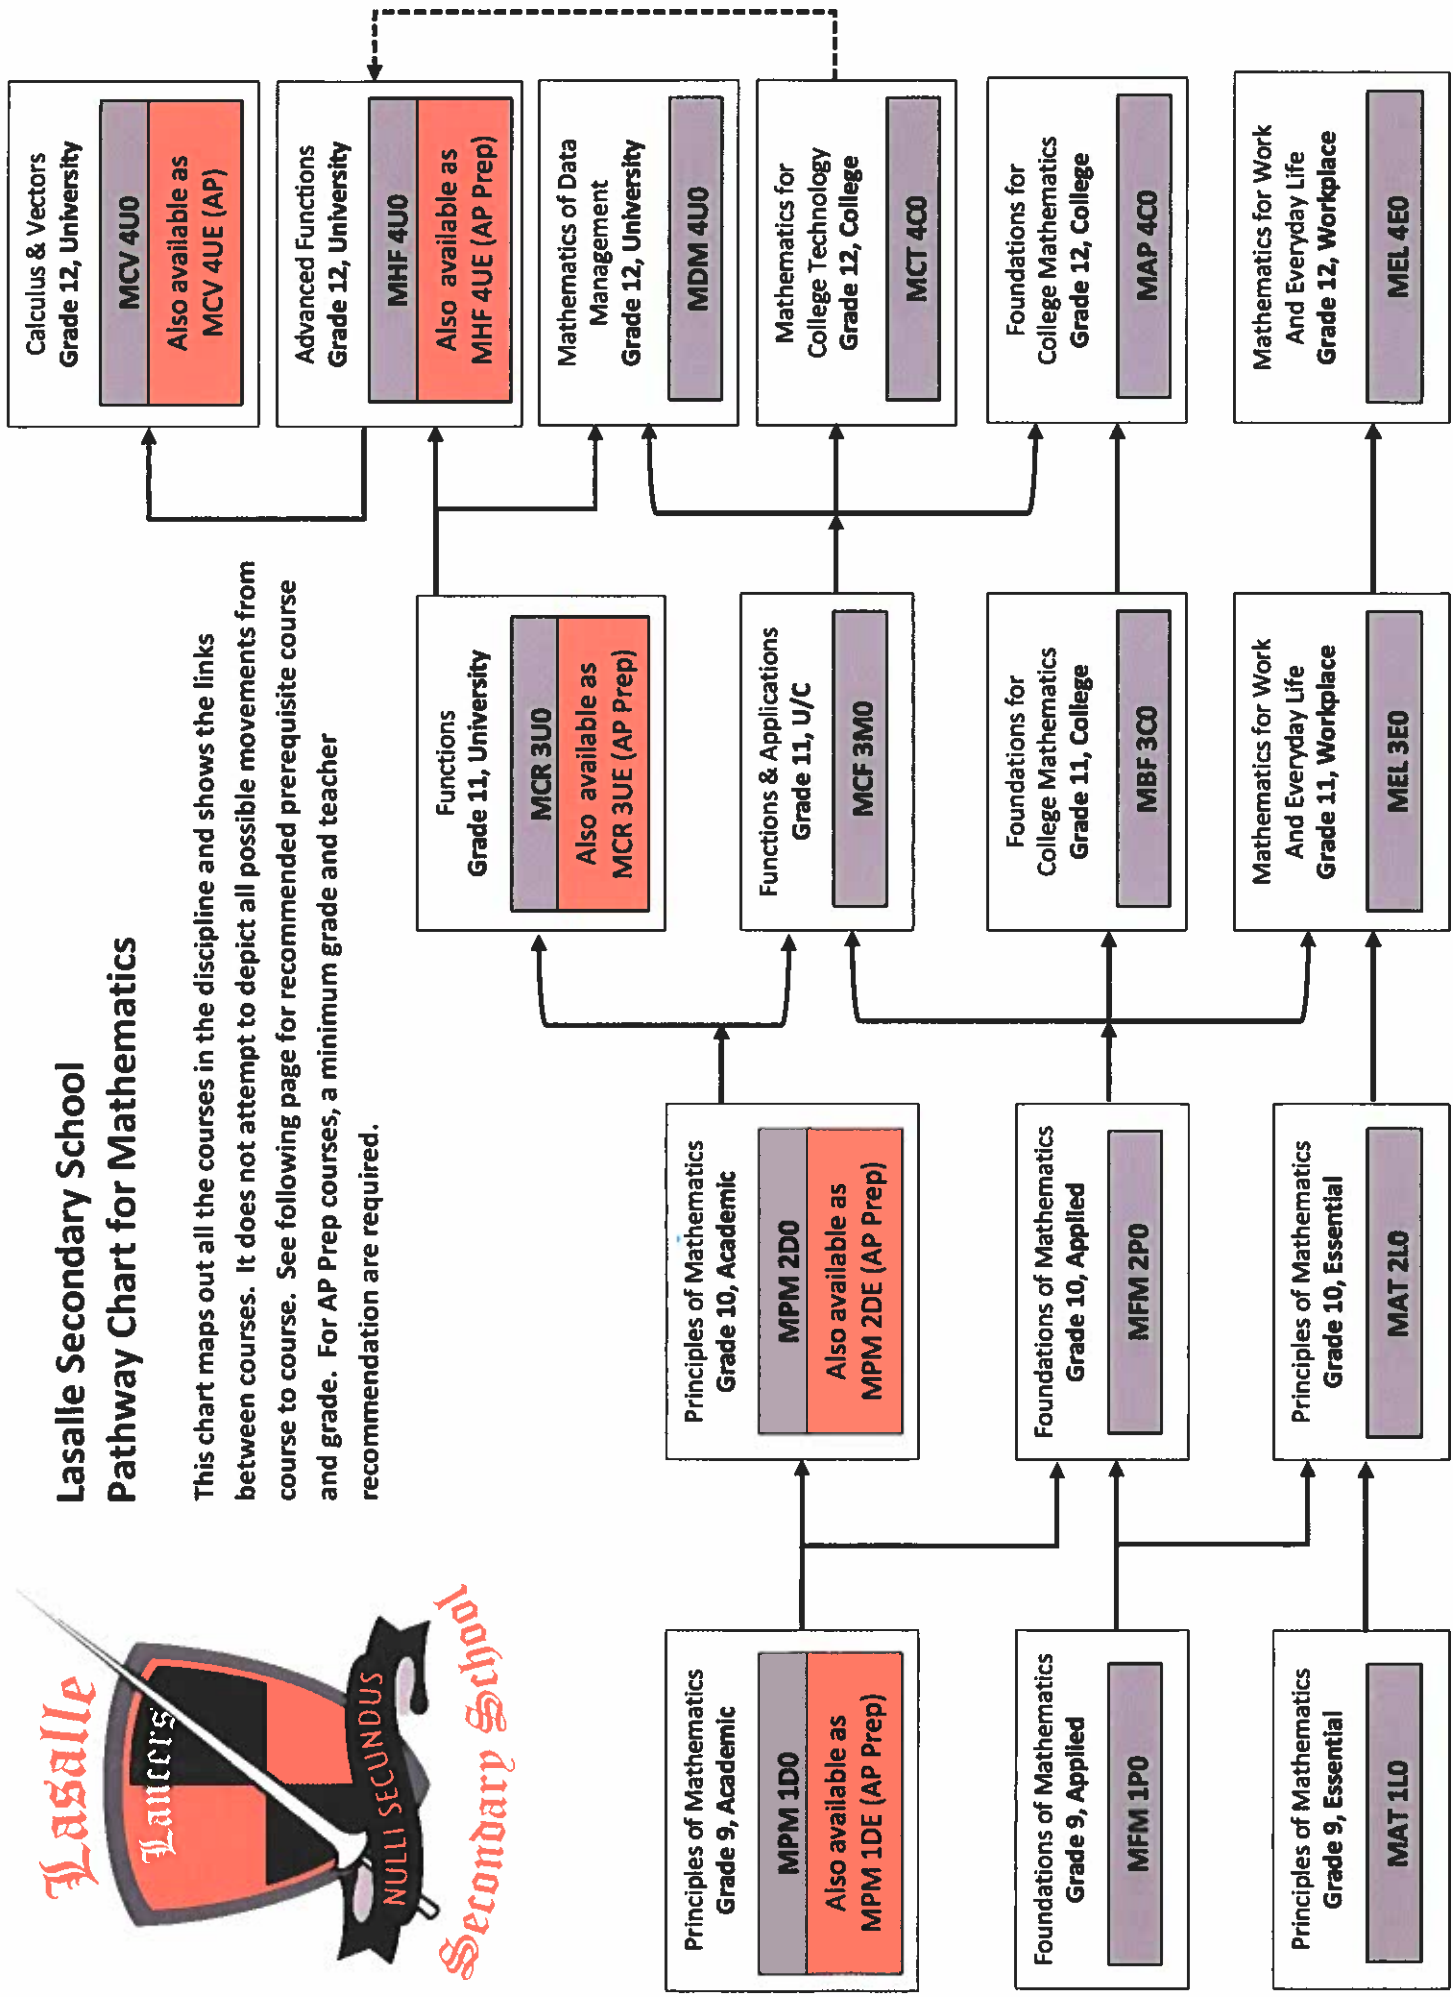 Lasalle
Lancers
NULLI SECUNDUS
Secondary School
Lasalle Secondary School
Pathway Chart for Mathematics
This chart maps out all the courses in the discipline and shows the links
between courses. It does not attempt to depict all possible movements from
course to course. See following page for recommended prerequisite course
and grade. For AP Prep courses, a minimum grade and teacher
recommendation are required.
Principles of Mathematics
Grade 9, Academic
MPM 1D0
Also available as
MPM 1DE (AP Prep)
Foundations of Mathematics
Grade 9, Applied
MFM 1P0
Principles of Mathematics
Grade 9, Essential
MAT 1L0
Principles of Mathematics
Grade 10, Academic
MPM 2D0
Also available as
MPM 2DE (AP Prep)
Foundations of Mathematics
Grade 10, Applied
MFM 2P0
Principles of Mathematics
Grade 10, Essential
MAT 2L0
Functions
Grade 11, University
MCR 3U0
Also available as
MCR 3UE (AP Prep)
Functions & Applications
Grade 11, U/C
MCF 3M0
Foundations for
College Mathematics
Grade 11, College
MBF 3C0
Mathematics for Work
And Everyday Life
Grade 11, Workplace
MEL 3E0
Calculus & Vectors
Grade 12, University
MCV 4U0
Also available as
MCV 4UE (AP)
Advanced Functions
Grade 12, University
MHF 4U0
Also available as
MHF 4UE (AP Prep)
Mathematics of Data
Management
Grade 12, University
MDM 4U0
Mathematics for
College Technology
Grade 12, College
MCT 4C0
Foundations for
College Mathematics
Grade 12, College
MAP 4C0
Mathematics for Work
And Everyday Life
Grade 12, Workplace
MEL 4E0